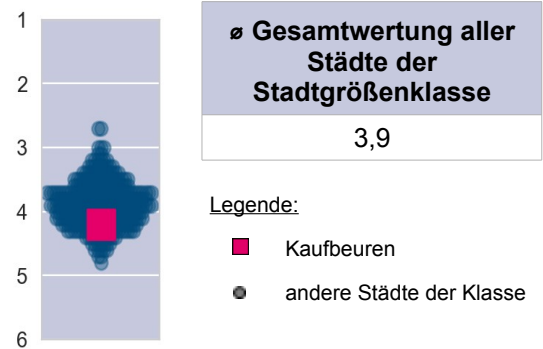 1
2
3
4
5
6
⌀ Gesamtwertung aller
Städte der
Stadtgrößenklasse
3,9
Legende:
Kaufbeuren
andere Städte der Klasse